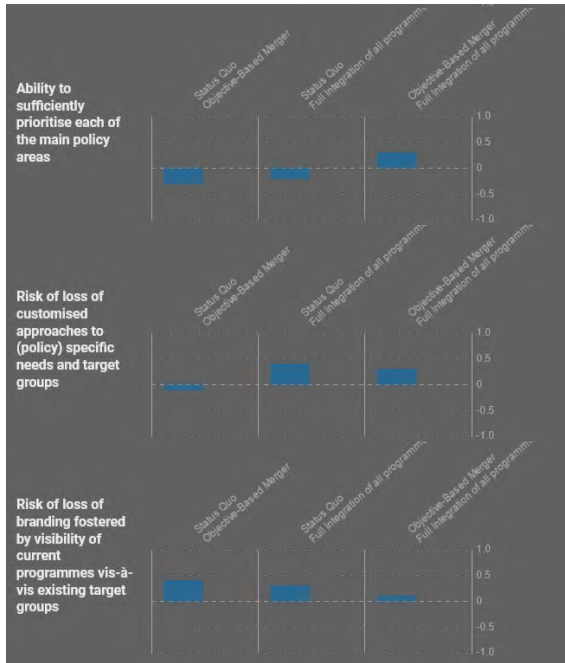 Status Quo
Objective-Based Merger
Status Quo
Full Integration of all programm
Objective-Based Merger
Full Integration of all programm
Ability to
sufficiently
prioritise each of
the main policy
areas
1.0
0.5
0
-0.5
-1.0
Status Quo
Objective-Based Merger
Status Quo
Full Integration of all programm
Objective-Based Merger
Full Integration of all programm
Risk of loss of
customised
approaches to
(policy) specific
needs and target
groups
1.0
0.5
0
-0.5
-1.0
Status Quo
Objective-Based Merger
Status Quo
Full Integration of all programm
Objective-Based Merger
Full Integration of all programm
Risk of loss of
branding fostered
by visibility of
current
programmes vis-à-
vis existing target
groups
1.0
0.5
0
-0.5
-1.0